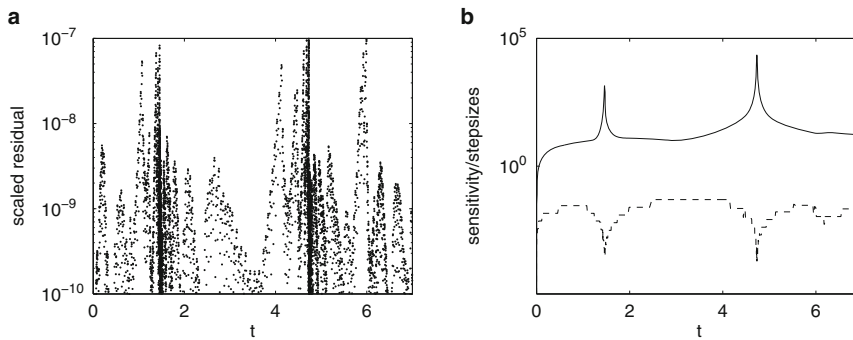 a
scaled residual
10⁻⁷
10⁻⁸
10⁻⁹
10⁻¹⁰
0 2 4 6
t
b
sensitivity/stepsizes
10⁵
10⁰
0 2 4 6
t